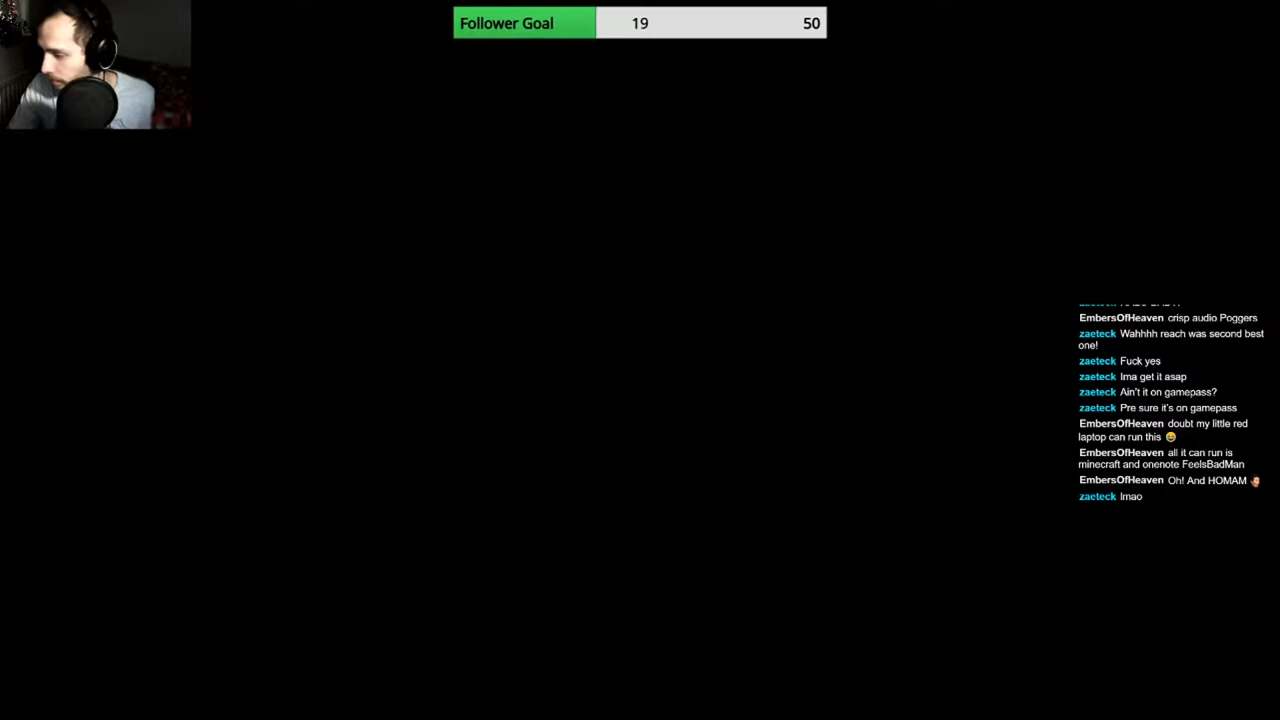 Follower Goal 19 50
EmbersOfHeaven crisp audio Poggers
zaeteck Wahhhh reach was second best
one!
zaeteck Fuck yes
zaeteck Ima get it asap
zaeteck Ain't it on gamepass?
zaeteck Pre sure it's on gamepass
EmbersOfHeaven doubt my little red
laptop can run this 😂
EmbersOfHeaven all it can run is
minecraft and onenote FeelsBadMan
EmbersOfHeaven Oh! And HOMAM
zaeteck lmao